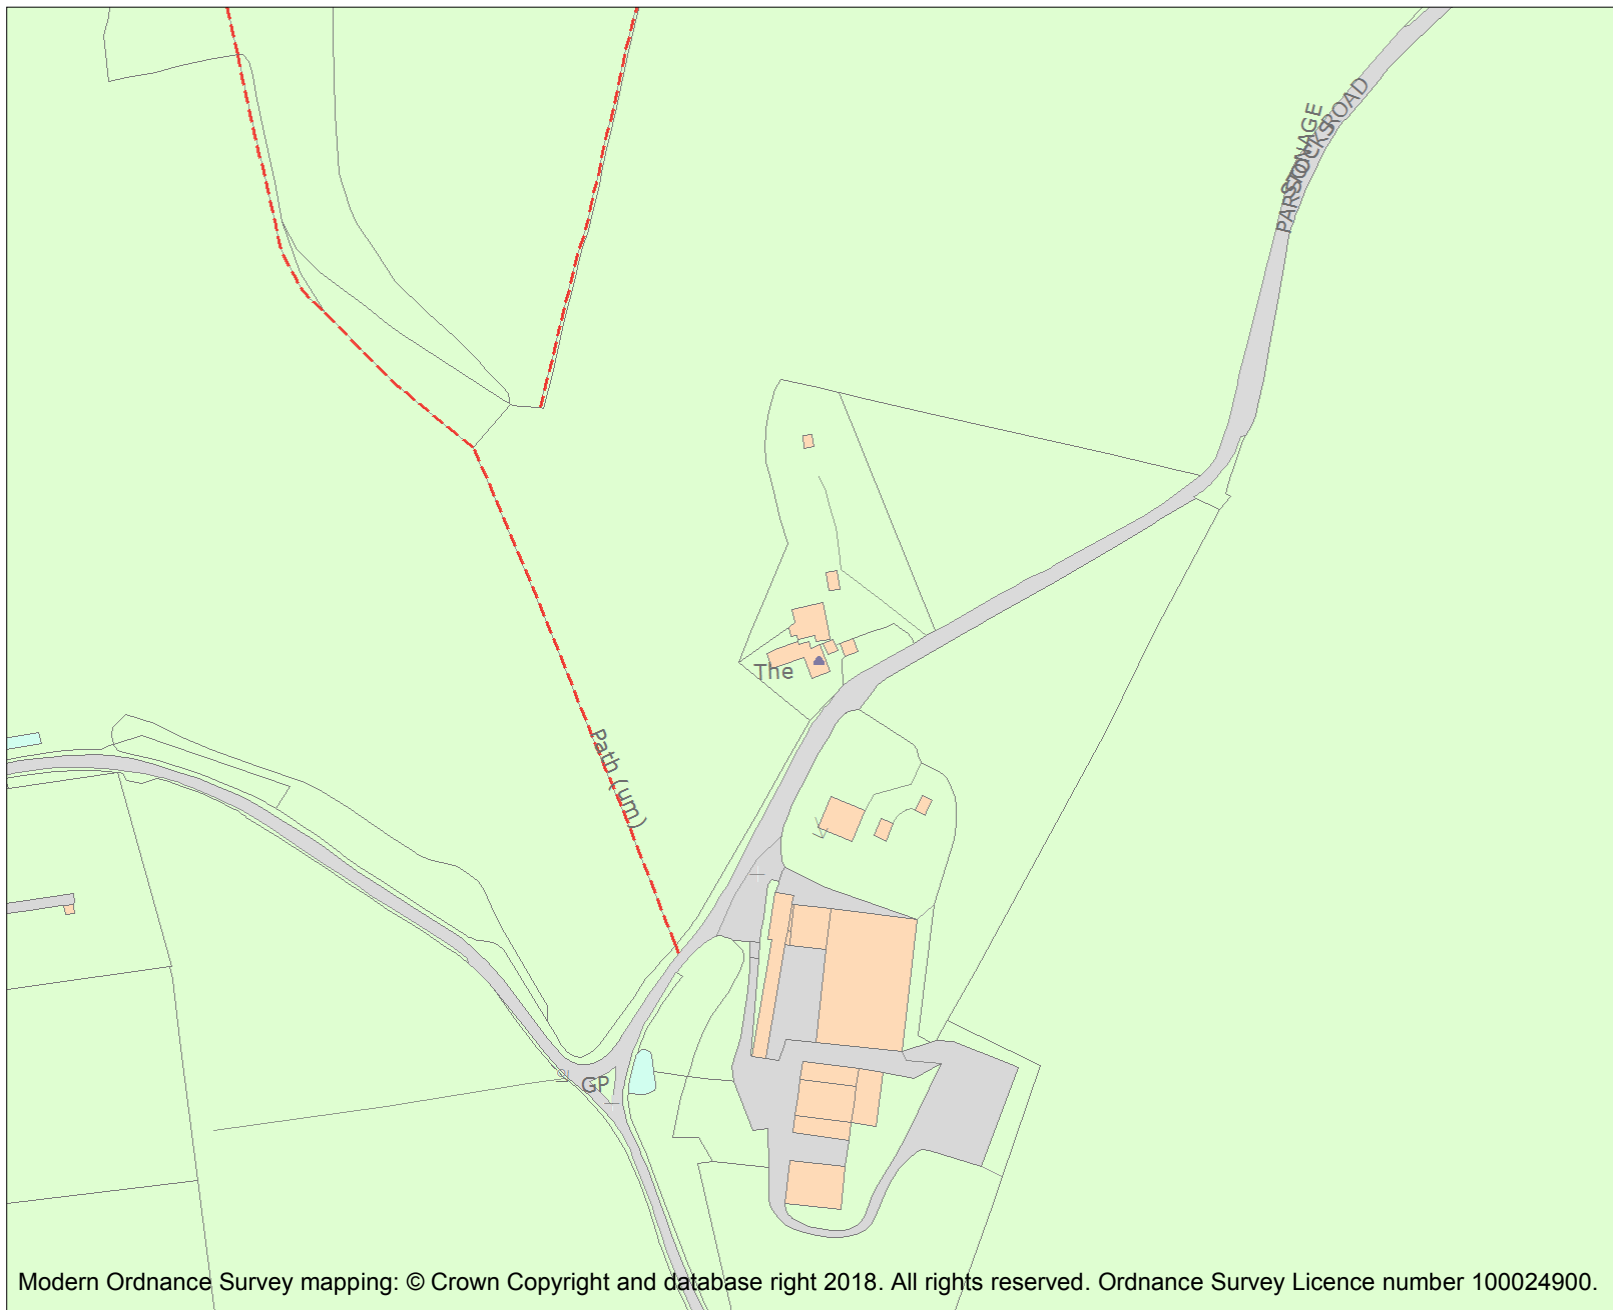 PARSONAGE
STOCKS ROAD
The
Path (um)
GP
Modern Ordnance Survey mapping: © Crown Copyright and database right 2018. All rights reserved. Ordnance Survey Licence number 100024900.